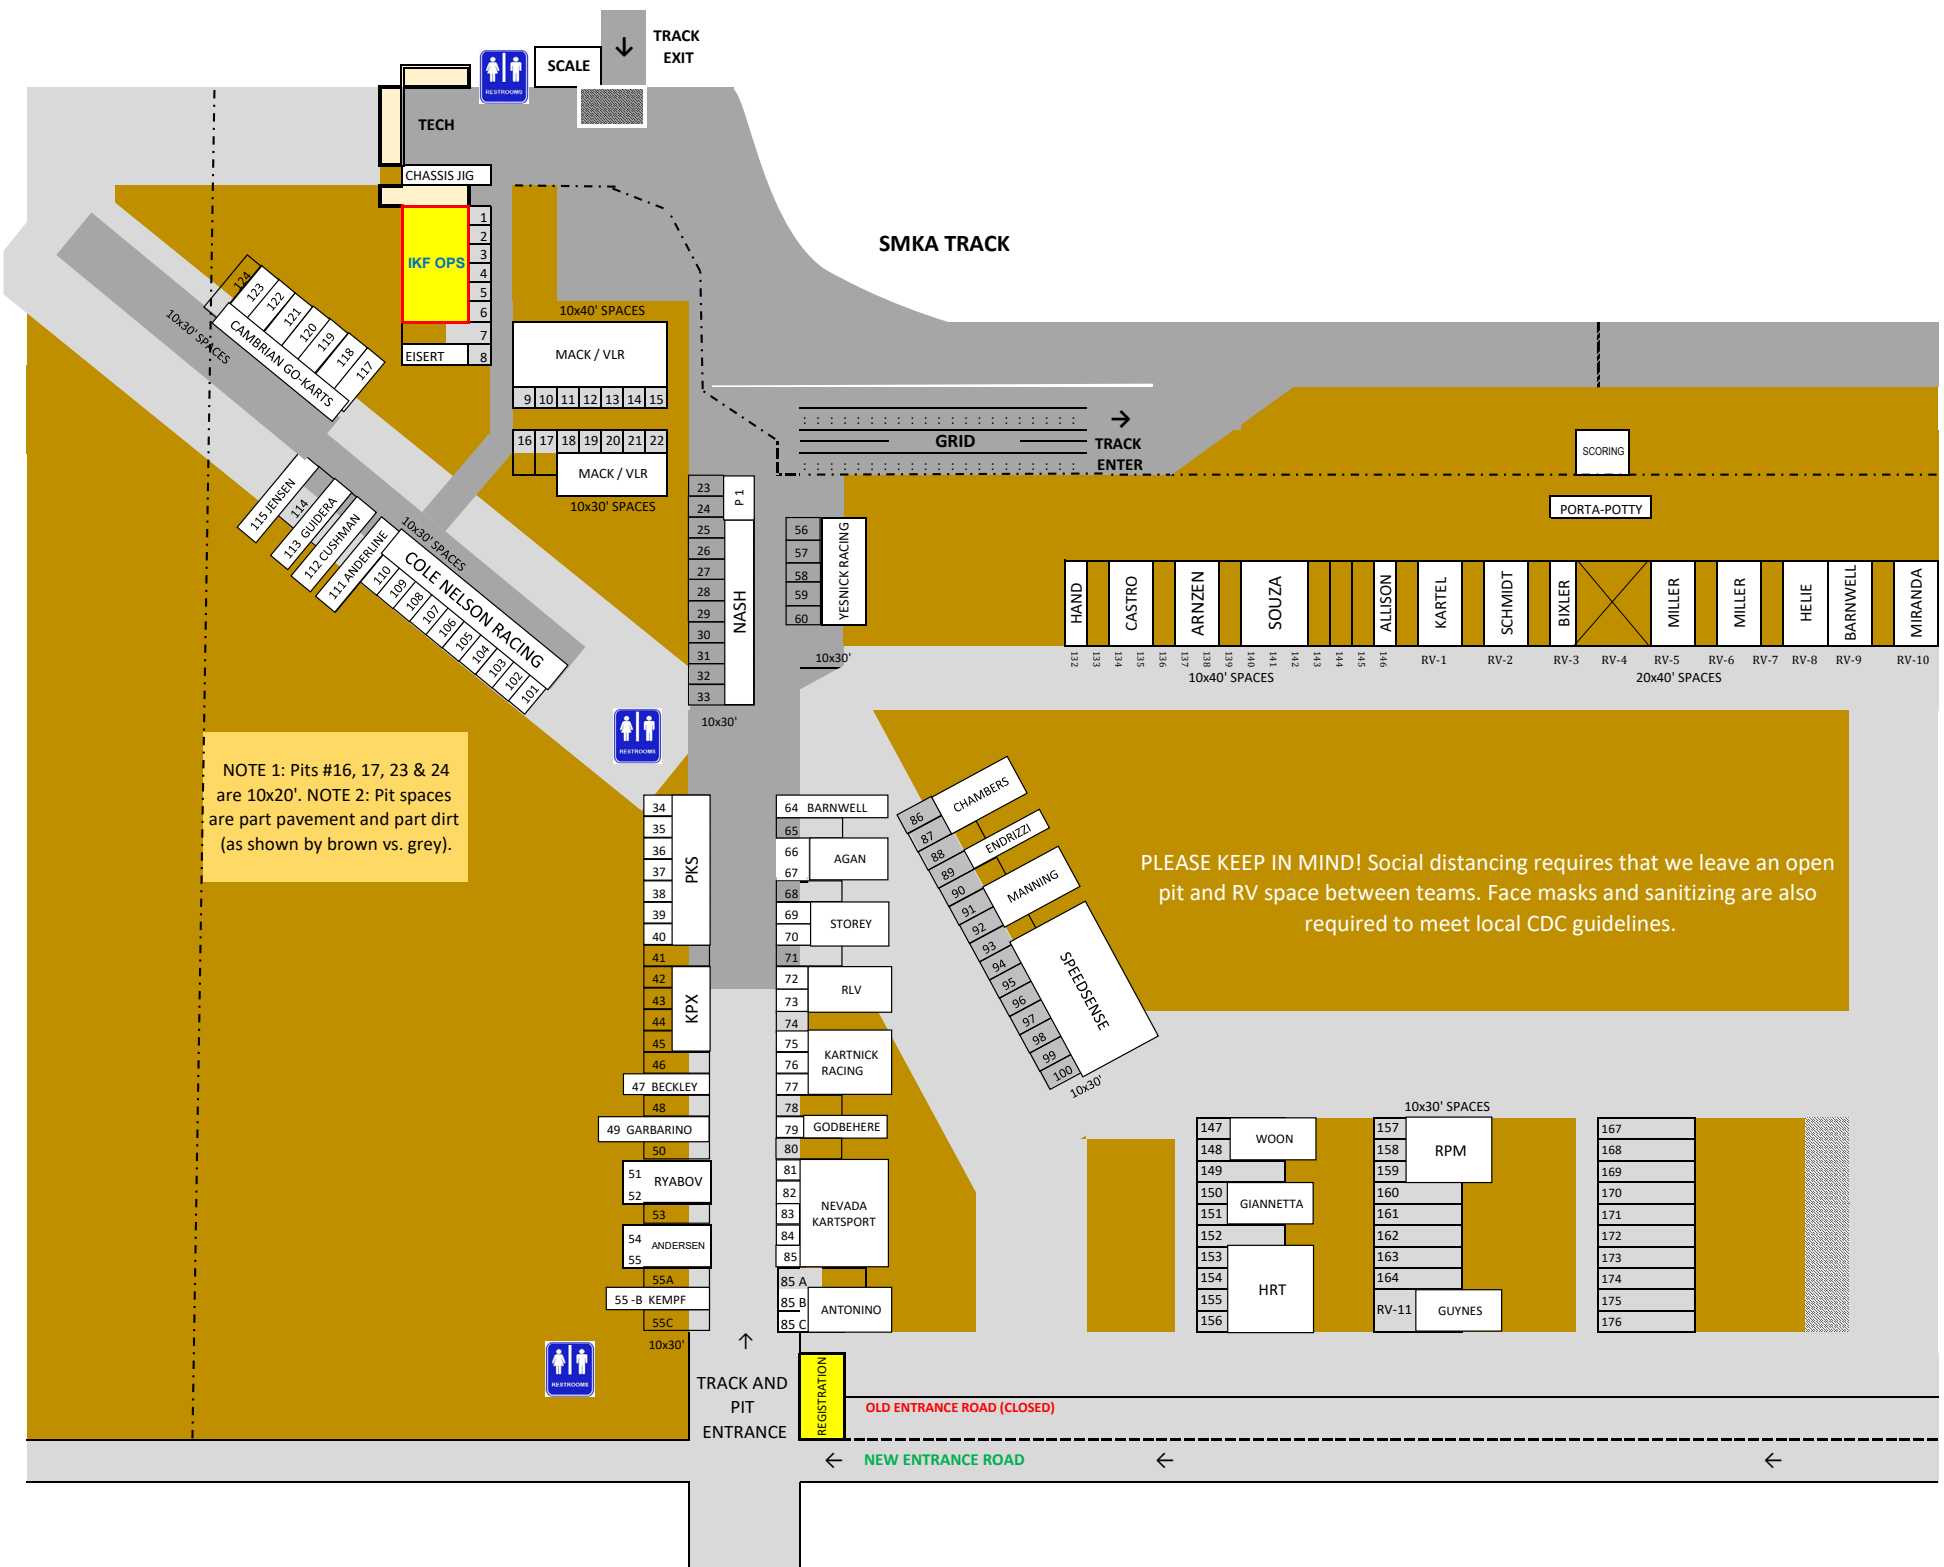 TRACK
EXIT
SCALE
RESTROOMS
TECH
CHASSIS JIG
IKF OPS
1
2
3
4
5
6
7
EISERT 8
SMKA TRACK
124
123
122
121
120
119
118
117
CAMBRIAN GO-KARTS
10x30' SPACES
10x40' SPACES
MACK / VLR
9 10 11 12 13 14 15
16 17 18 19 20 21 22
MACK / VLR
10x30' SPACES
GRID
TRACK
ENTER
SCORING
PORTA-POTTY
115 JENSEN
114
113 GUIDERA
112 CUSHMAN
111 ANDERLINE
10x30' SPACES
COLE NELSON RACING
110
109
108
107
106
105
104
103
102
101
23
24
P 1
25
26
27
28
29
30
31
32
33
NASH
10x30'
56
57
58
59
60
YESNICK RACING
10x30'
HAND
CASTRO
ARNZEN
SOUZA
ALLISON
KARTEL
SCHMIDT
BIXLER
MILLER
MILLER
HELIE
BARNWELL
MIRANDA
132 133 134 135 136 137 138 139 140 141 142 143 144 145 146
RV-1 RV-2 RV-3 RV-4 RV-5 RV-6 RV-7 RV-8 RV-9 RV-10
10x40' SPACES
20x40' SPACES
RESTROOMS
NOTE 1: Pits #16, 17, 23 & 24
are 10x20'. NOTE 2: Pit spaces
are part pavement and part dirt
(as shown by brown vs. grey).
34
35
36
37
38
39
40
PKS
41
42
43
44
45
KPX
46
47 BECKLEY
48
49 GARBARINO
50
51
52
RYABOV
53
54
55
ANDERSEN
55A
55 -B KEMPF
55C
10x30'
64 BARNWELL
65
66
67
AGAN
68
69
70
STOREY
71
72
73
RLV
74
75
76
77
KARTNICK
RACING
78
79 GODBEHERE
80
81
82
83
84
85
NEVADA
KARTSPORT
85 A
85 B
85 C
ANTONINO
86
87
88
89
90
91
92
93
94
95
96
97
98
99
100
CHAMBERS
ENDRIZZI
MANNING
SPEEDSENSE
10x30'
PLEASE KEEP IN MIND! Social distancing requires that we leave an open
pit and RV space between teams. Face masks and sanitizing are also
required to meet local CDC guidelines.
147
148
WOON
149
150
151
GIANNETTA
152
153
154
155
156
HRT
10x30' SPACES
157
158
159
RPM
160
161
162
163
164
RV-11 GUYNES
167
168
169
170
171
172
173
174
175
176
RESTROOMS
TRACK AND
PIT
ENTRANCE
REGISTRATION
OLD ENTRANCE ROAD (CLOSED)
NEW ENTRANCE ROAD